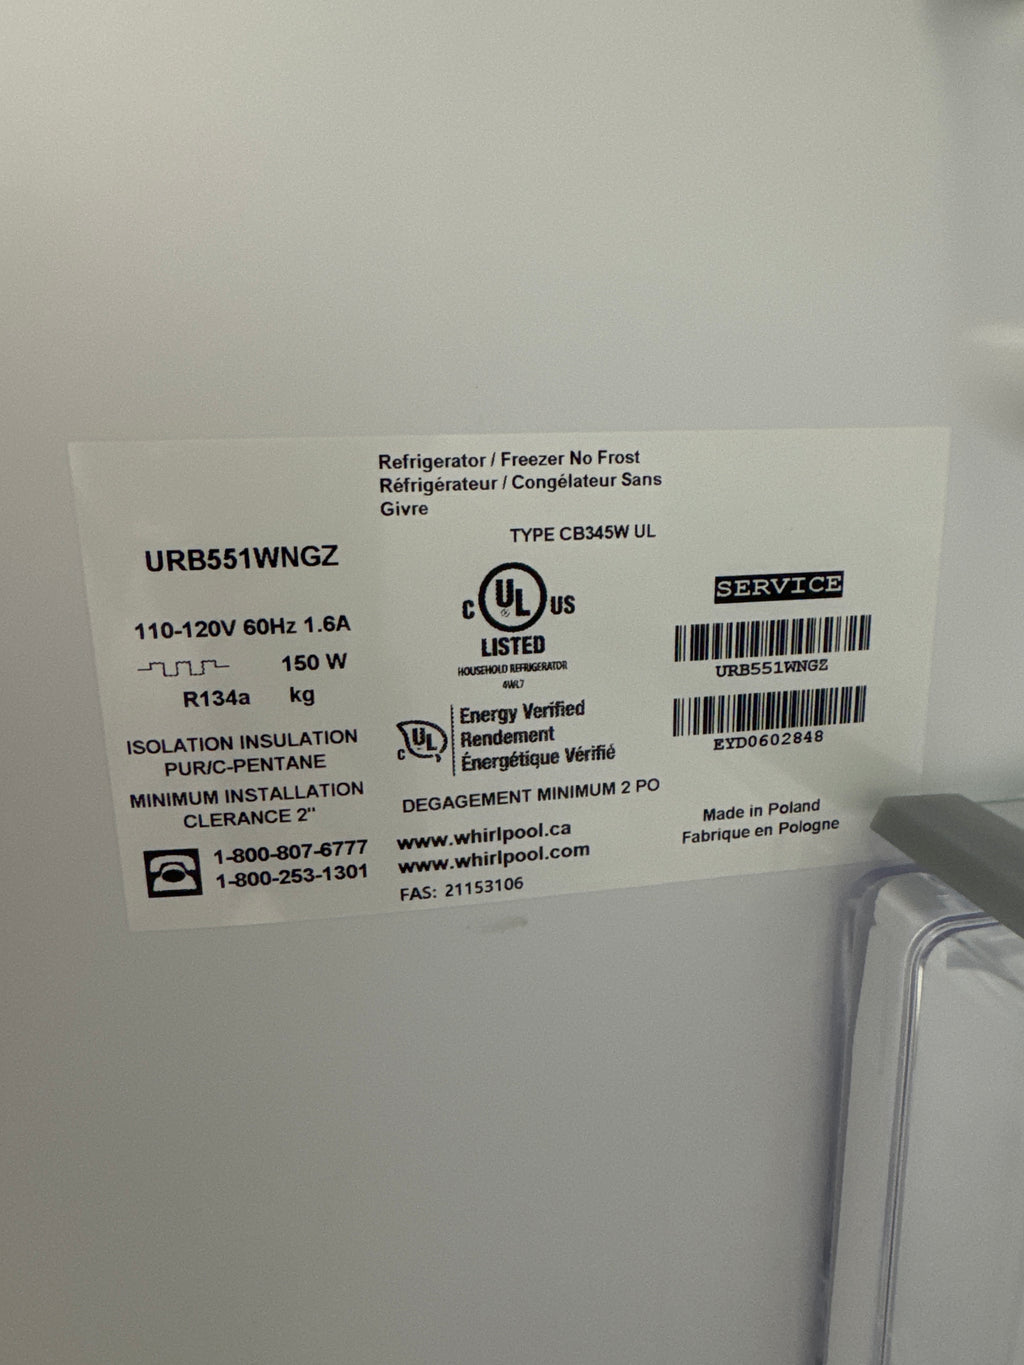 Refrigerator / Freezer No Frost
Réfrigérateur / Congélateur Sans
Givre
TYPE CB345W UL
URB551WNGZ
110-120V 60Hz 1.6A
150 W
R134a kg
ISOLATION INSULATION
PUR/C-PENTANE
MINIMUM INSTALLATION
CLERANCE 2"
1-800-807-6777
1-800-253-1301
C UL US
®
LISTED
HOUSEHOLD REFRIGERATOR
4WL7
C UL
Energy Verified
Rendement
Énergétique Vérifié
DEGAGEMENT MINIMUM 2 PO
www.whirlpool.ca
www.whirlpool.com
FAS: 21153106
SERVICE
URB551WNGZ
EYD0602848
Made in Poland
Fabrique en Pologne